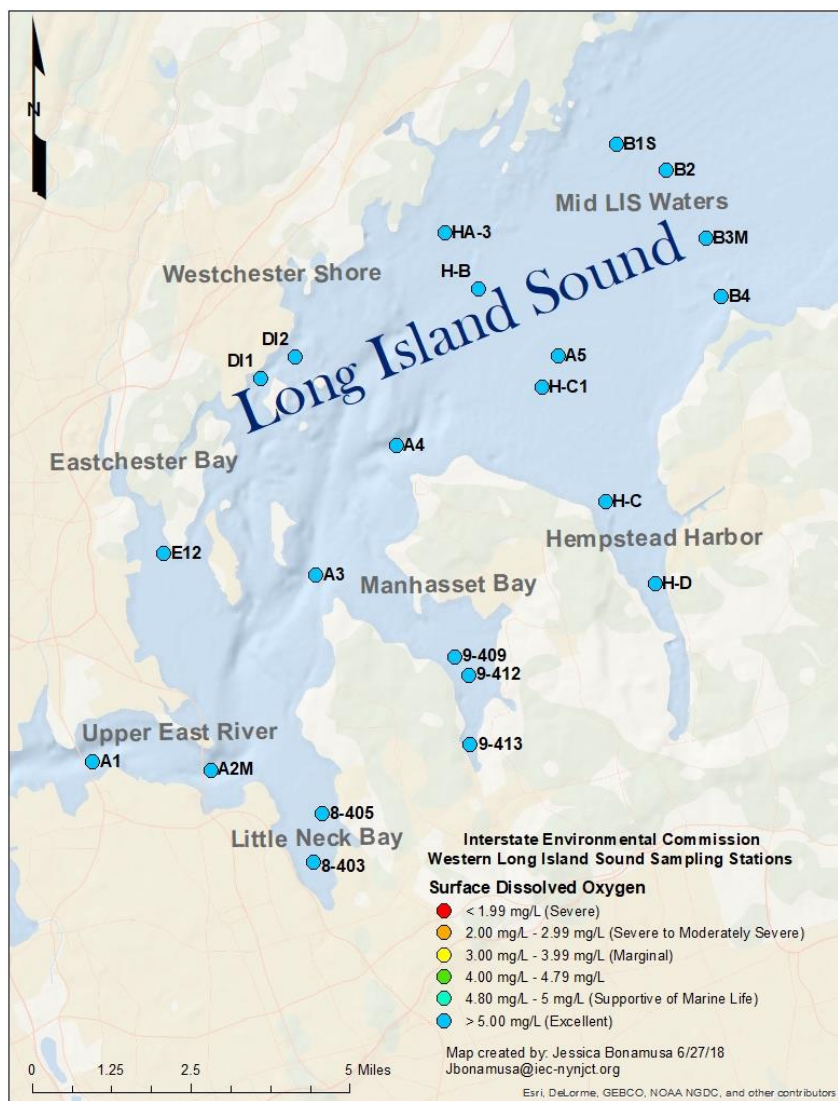 N
B1S
B2
Mid LIS Waters
HA-3
B3M
Westchester Shore
H-B
B4
Long Island Sound
DI2
A5
DI1
H-C1
A4
Eastchester Bay
H-C
Hempstead Harbor
E12
A3
Manhasset Bay
H-D
9-409
9-412
Upper East River
9-413
A1
A2M
8-405
Little Neck Bay
8-403
Interstate Environmental Commission
Western Long Island Sound Sampling Stations
Surface Dissolved Oxygen
< 1.99 mg/L (Severe)
2.00 mg/L - 2.99 mg/L (Severe to Moderately Severe)
3.00 mg/L - 3.99 mg/L (Marginal)
4.00 mg/L - 4.79 mg/L
4.80 mg/L - 5 mg/L (Supportive of Marine Life)
> 5.00 mg/L (Excellent)
Map created by: Jessica Bonamusa 6/27/18
Jbonamusa@iec-nynjct.org
0 1.25 2.5 5 Miles
Esri, DeLorme, GEBCO, NOAA NGDC, and other contributors